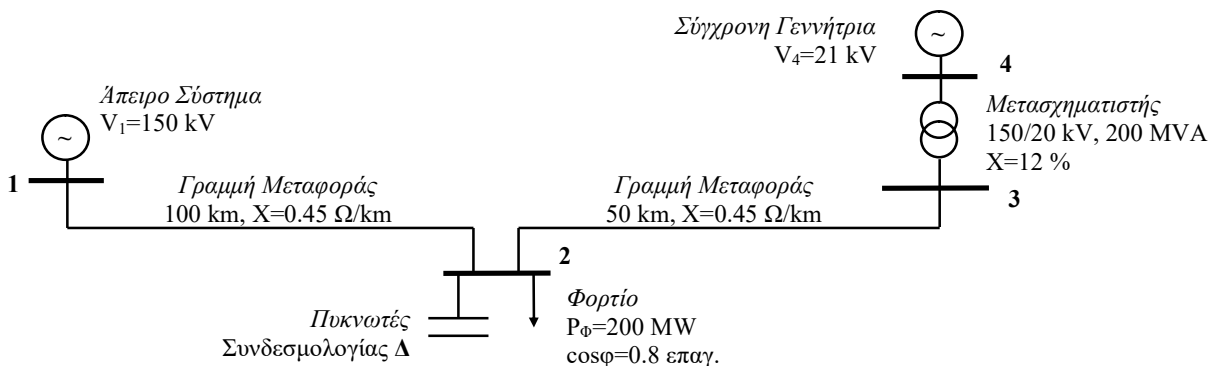 Σύγχρονη Γεννήτρια
V₄=21 kV
~
4
Άπειρο Σύστημα
V₁=150 kV
~
Μετασχηματιστής
150/20 kV, 200 MVA
X=12 %
1
Γραμμή Μεταφοράς
100 km, X=0.45 Ω/km
Γραμμή Μεταφοράς
50 km, X=0.45 Ω/km
3
2
Πυκνωτές
Συνδεσμολογίας Δ
Φορτίο
P_Φ=200 MW
cosφ=0.8 επαγ.